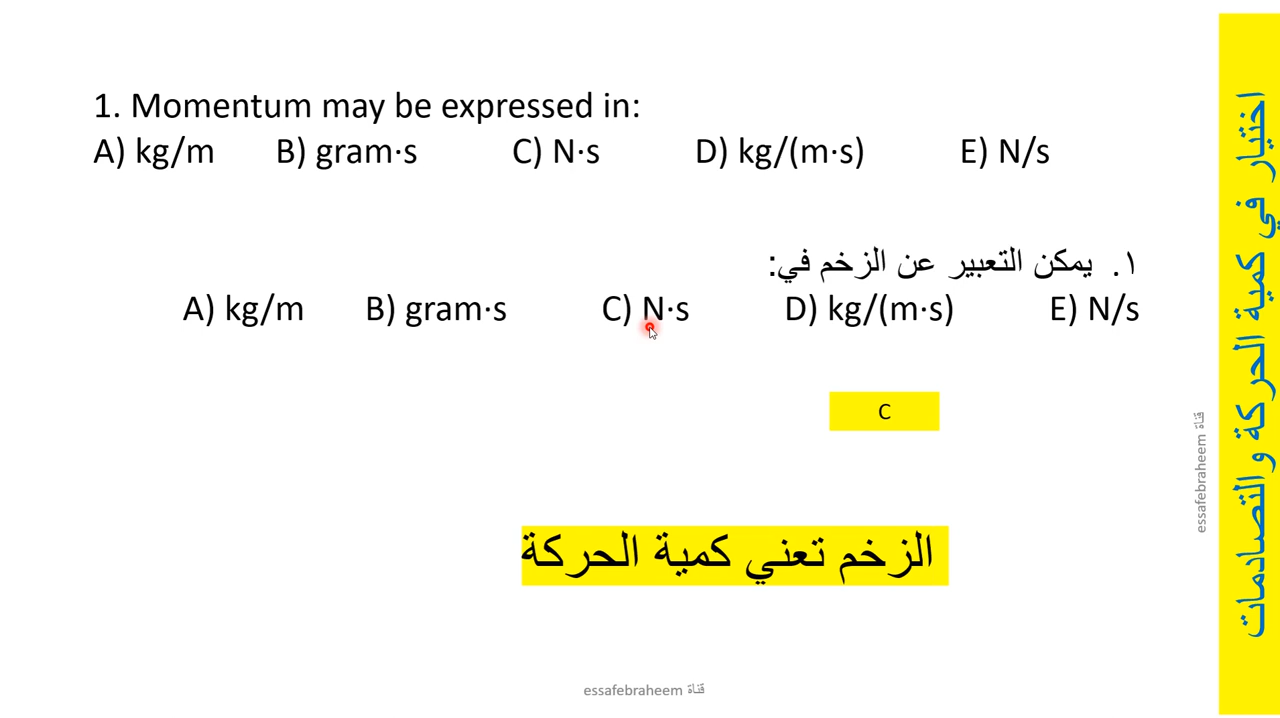 1. Momentum may be expressed in:
A) kg/m B) gram·s C) N·s D) kg/(m·s) E) N/s
١. يمكن التعبير عن الزخم في:
A) kg/m B) gram·s C) N·s D) kg/(m·s) E) N/s
C
الزخم تعني كمية الحركة
قناة essafebraheem
قناة essafebraheem
اختيار في كمية الحركة والتصادمات